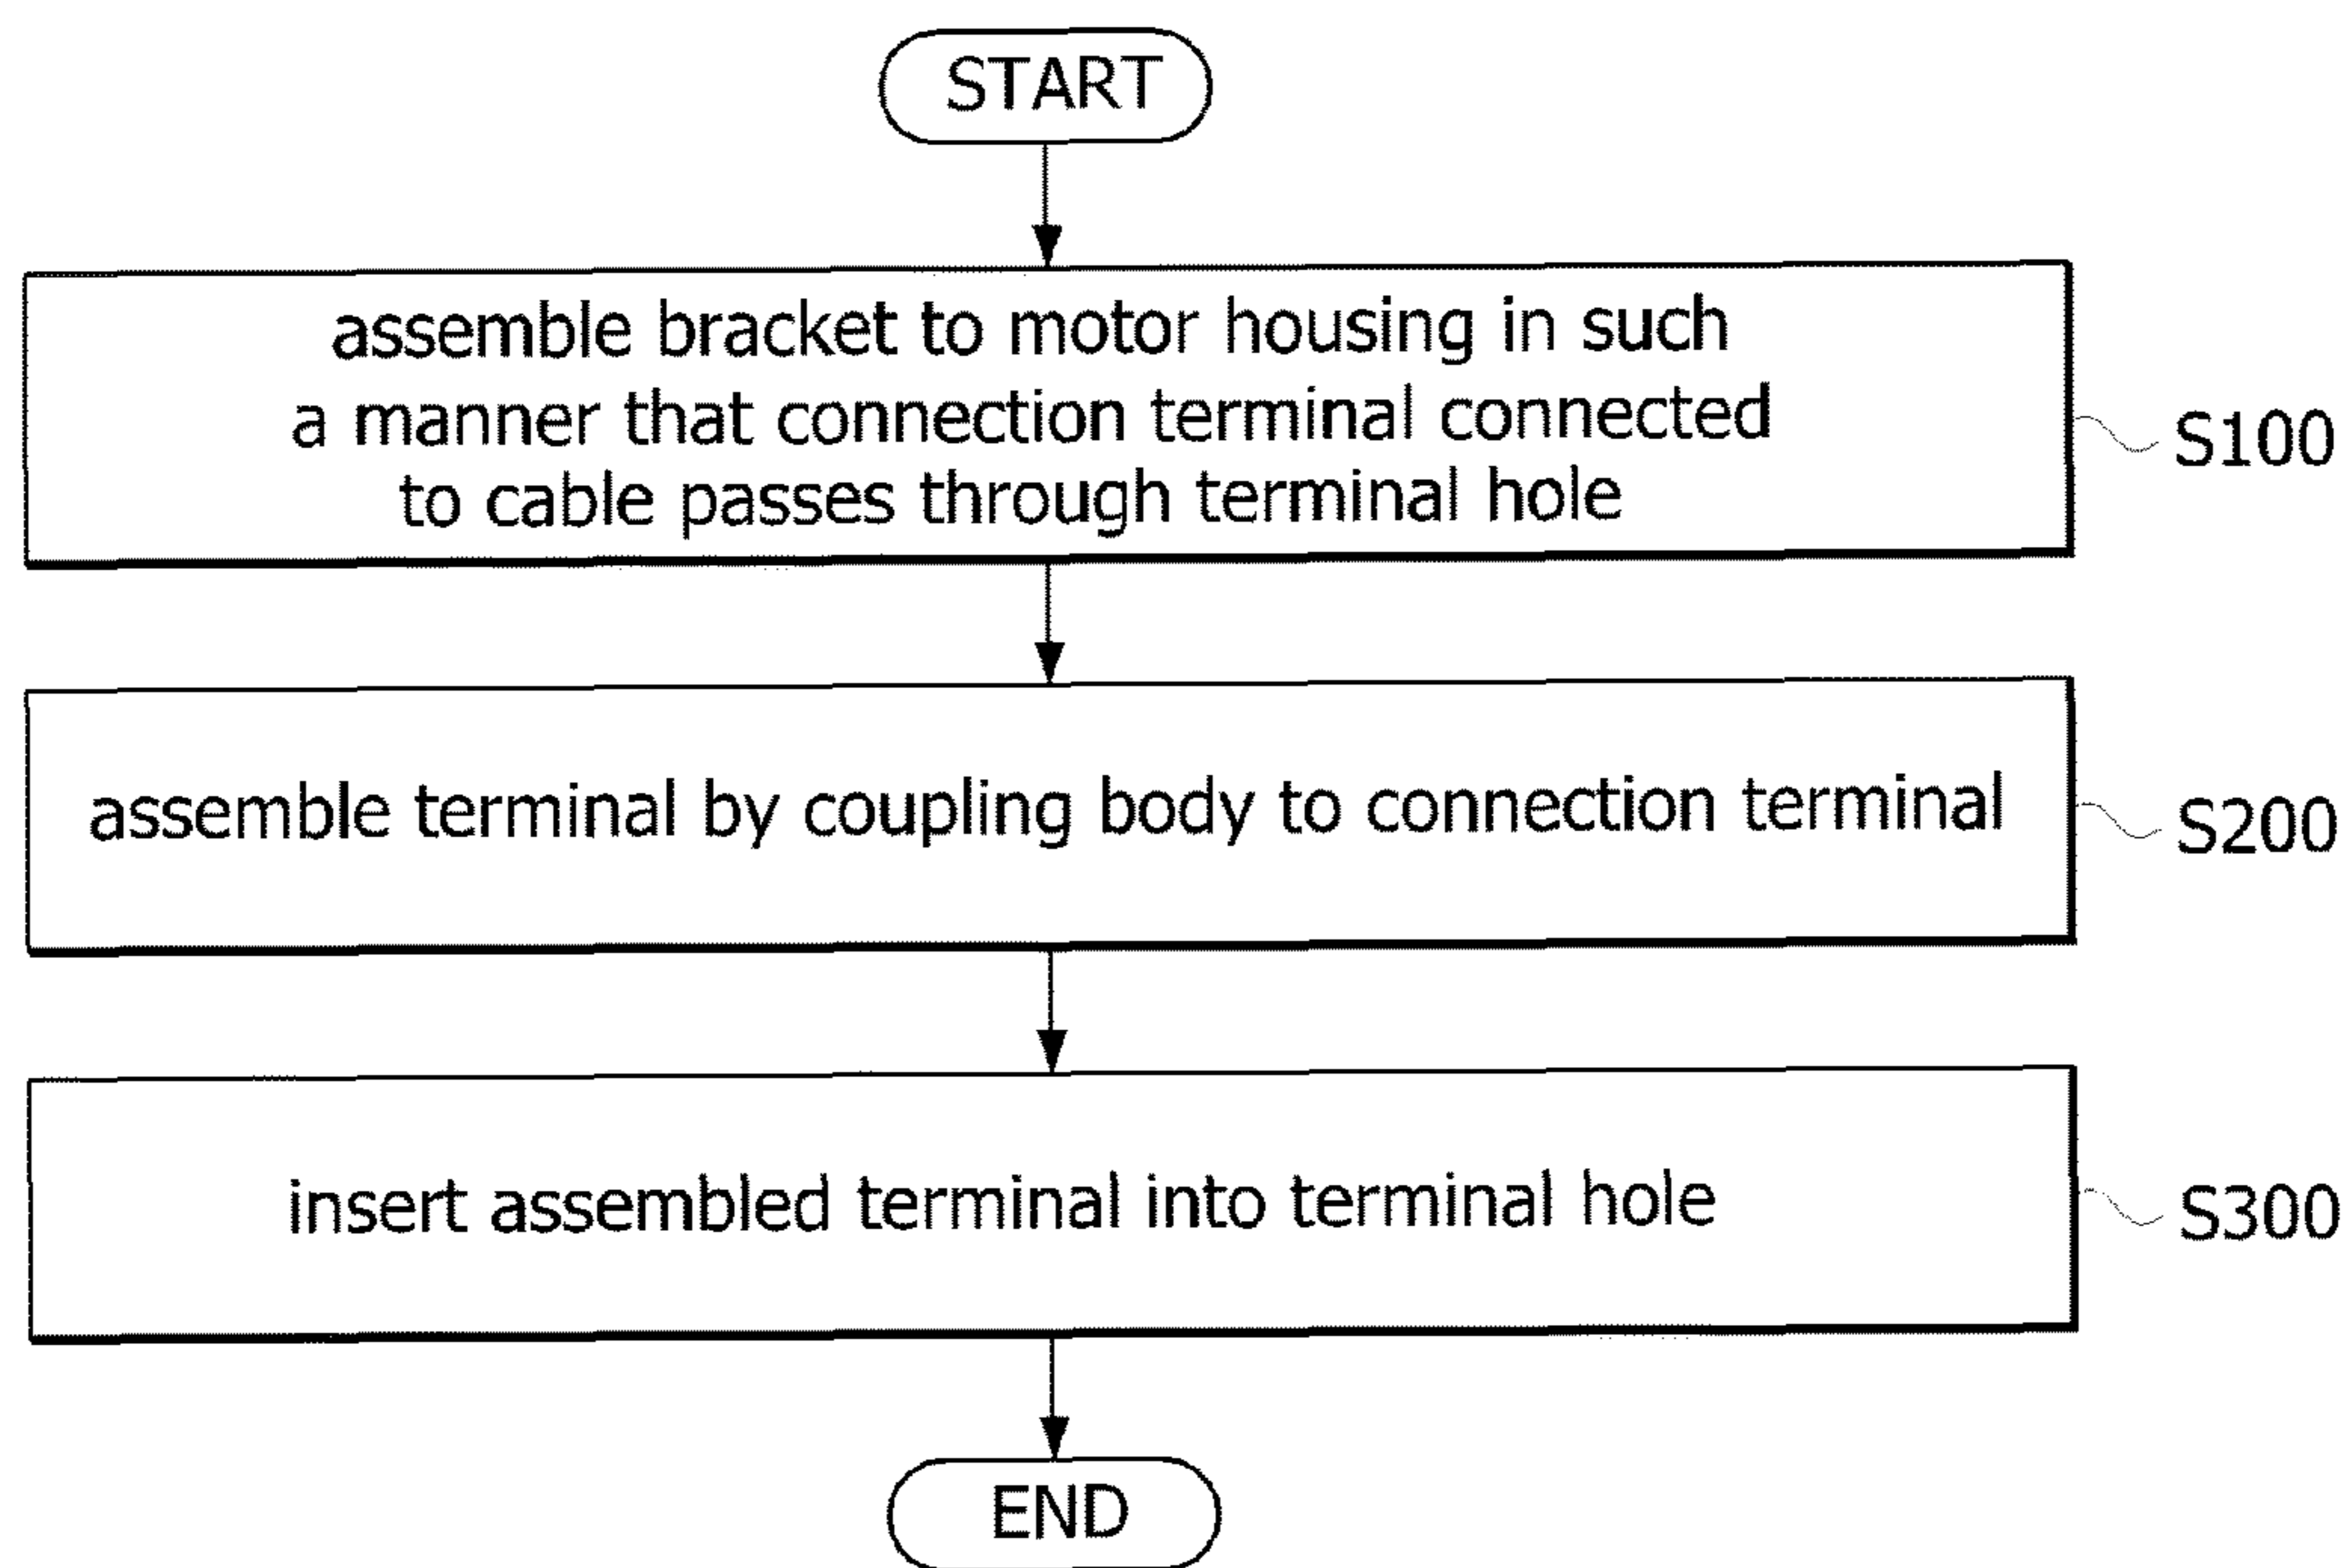 START
assemble bracket to motor housing in such
a manner that connection terminal connected
to cable passes through terminal hole
S100
assemble terminal by coupling body to connection terminal
S200
insert assembled terminal into terminal hole
S300
END